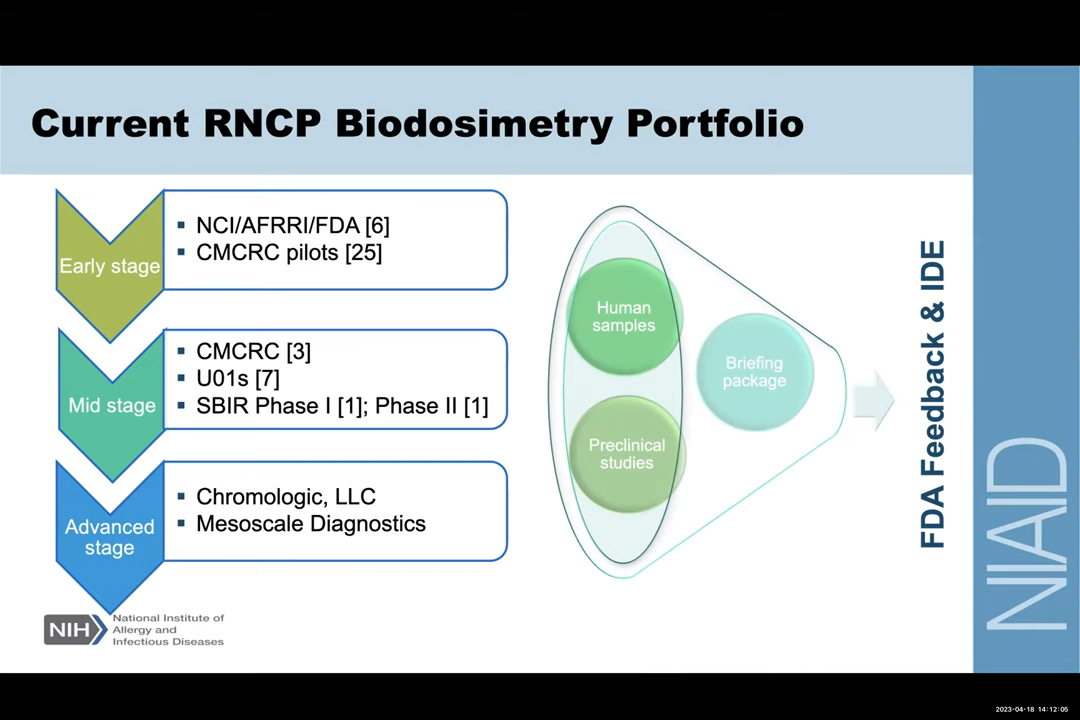 Current RNCP Biodosimetry Portfolio
Early stage
▪ NCI/AFRRI/FDA [6]
▪ CMCRC pilots [25]
Mid stage
▪ CMCRC [3]
▪ U01s [7]
▪ SBIR Phase I [1]; Phase II [1]
Advanced
stage
▪ Chromologic, LLC
▪ Mesoscale Diagnostics
Human
samples
Preclinical
studies
Briefing
package
FDA Feedback & IDE
NIAID
NIH
National Institute of
Allergy and
Infectious Diseases
2023-04-18 14:12:05